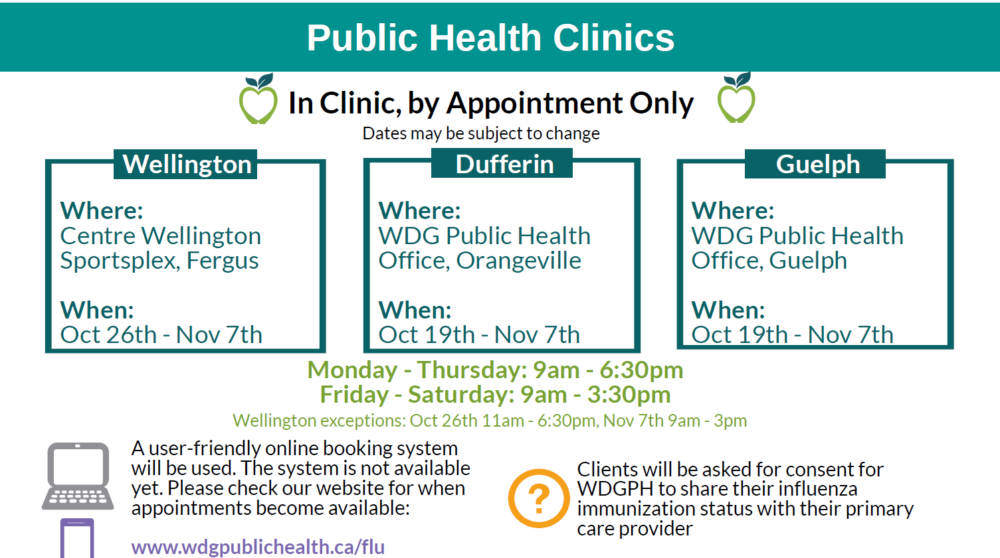 Public Health Clinics
In Clinic, by Appointment Only
Dates may be subject to change
Wellington
Where:
Centre Wellington
Sportsplex, Fergus
When:
Oct 26th - Nov 7th
Dufferin
Where:
WDG Public Health
Office, Orangeville
When:
Oct 19th - Nov 7th
Guelph
Where:
WDG Public Health
Office, Guelph
When:
Oct 19th - Nov 7th
Monday - Thursday: 9am - 6:30pm
Friday - Saturday: 9am - 3:30pm
Wellington exceptions: Oct 26th 11am - 6:30pm, Nov 7th 9am - 3pm
A user-friendly online booking system
will be used. The system is not available
yet. Please check our website for when
appointments become available:
www.wdgpublichealth.ca/flu
?
Clients will be asked for consent for
WDGPH to share their influenza
immunization status with their primary
care provider